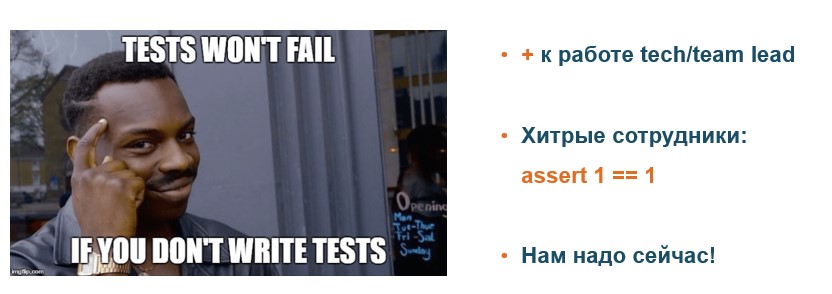 TESTS WON'T FAIL
IF YOU DON'T WRITE TESTS
Opening
Mon
Tue-Thur
Fri-Sat
Sunday
imgflip.com
+ к работе tech/team lead
Хитрые сотрудники:
assert 1 == 1
Нам надо сейчас!